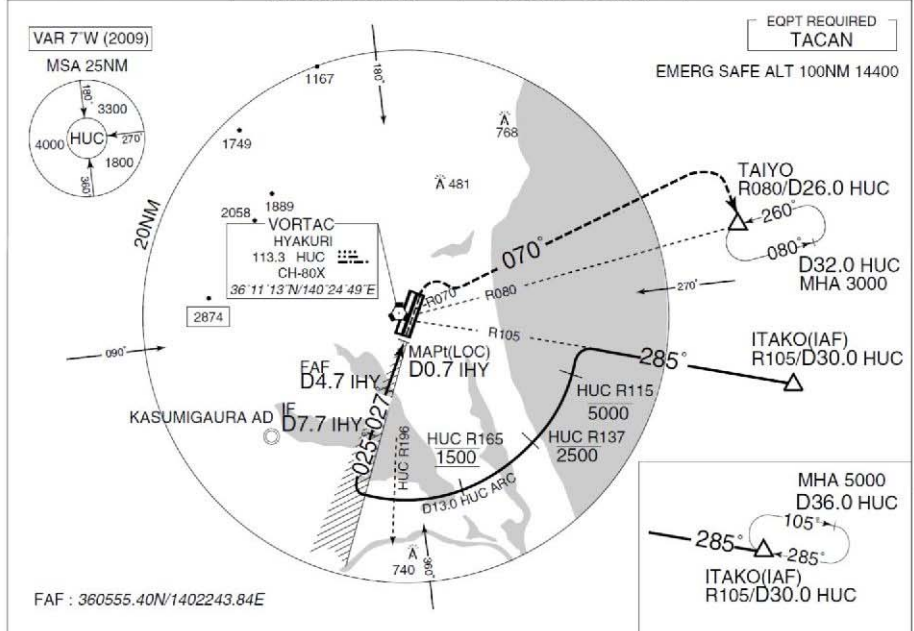 VAR 7°W (2009)
MSA 25NM
180°
3300
HUC
4000
270°
1800
360°
EQPT REQUIRED
TACAN
EMERG SAFE ALT 100NM 14400
180°
1167
768
1749
481
1889
2058
20NM
VORTAC
HYAKURI
113.3 HUC
CH-80X
36°11'13"N/140°24'49"E
2874
090°
TAIYO
R080/D26.0 HUC
260°
080°
D32.0 HUC
MHA 3000
070°
R070
R080
270°
R105
ITAKO(IAF)
R105/D30.0 HUC
285°
MAPt(LOC)
D0.7 IHY
FAF
D4.7 IHY
IF
D7.7 IHY
KASUMIGAURA AD
025°
027°
HUC R196
HUC R115
5000
HUC R137
2500
HUC R165
1500
D13.0 HUC ARC
740
360°
MHA 5000
D36.0 HUC
105°
285°
285°
ITAKO(IAF)
R105/D30.0 HUC
FAF : 360555.40N/1402243.84E